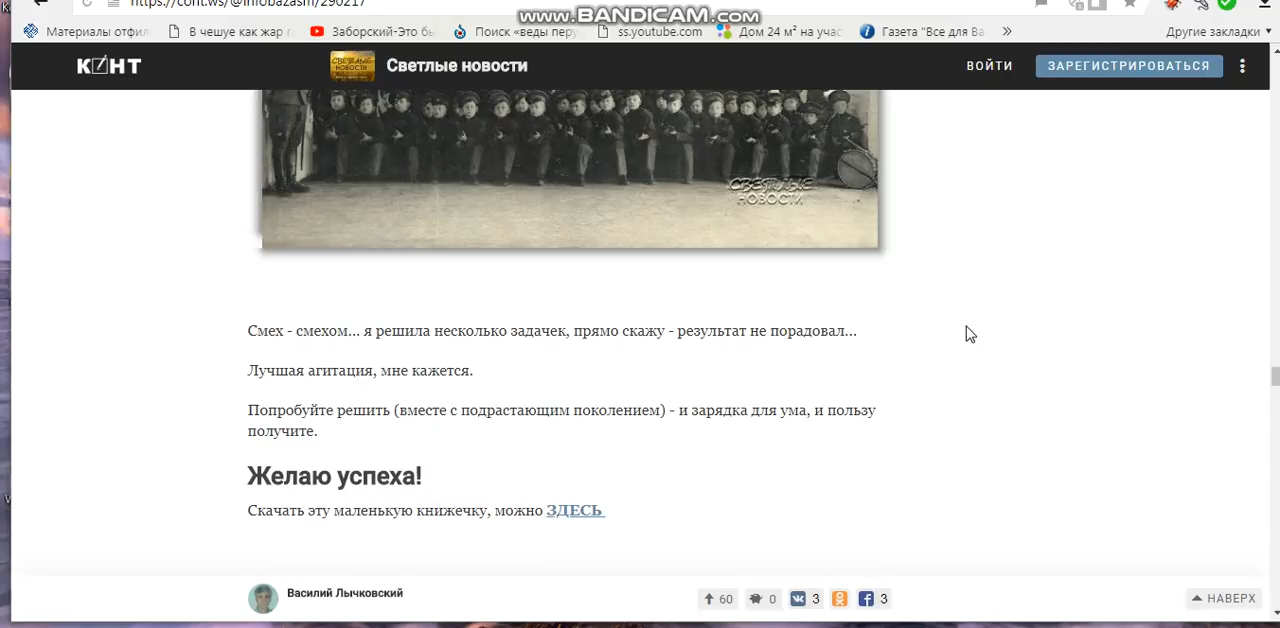 https://cont.ws/@infobazasm/290217
www.BANDICAM.com
Материалы отфил
В чешуе как жар г
Заборский-Это бы
Поиск «веды перу
ss.youtube.com
Дом 24 м² на учас
Газета "Все для Ва
»
Другие закладки
КОНТ
СВЕТЛЫЕ НОВОСТИ
Светлые новости
ВОЙТИ
ЗАРЕГИСТРИРОВАТЬСЯ
СВЕТЛЫЕ
НОВОСТИ
Смех - смехом... я решила несколько задачек, прямо скажу - результат не порадовал...
Лучшая агитация, мне кажется.
Попробуйте решить (вместе с подрастающим поколением) - и зарядка для ума, и пользу
получите.
Желаю успеха!
Скачать эту маленькую книжечку, можно ЗДЕСЬ
Василий Лычковский
60
0
3
3
НАВЕРХ